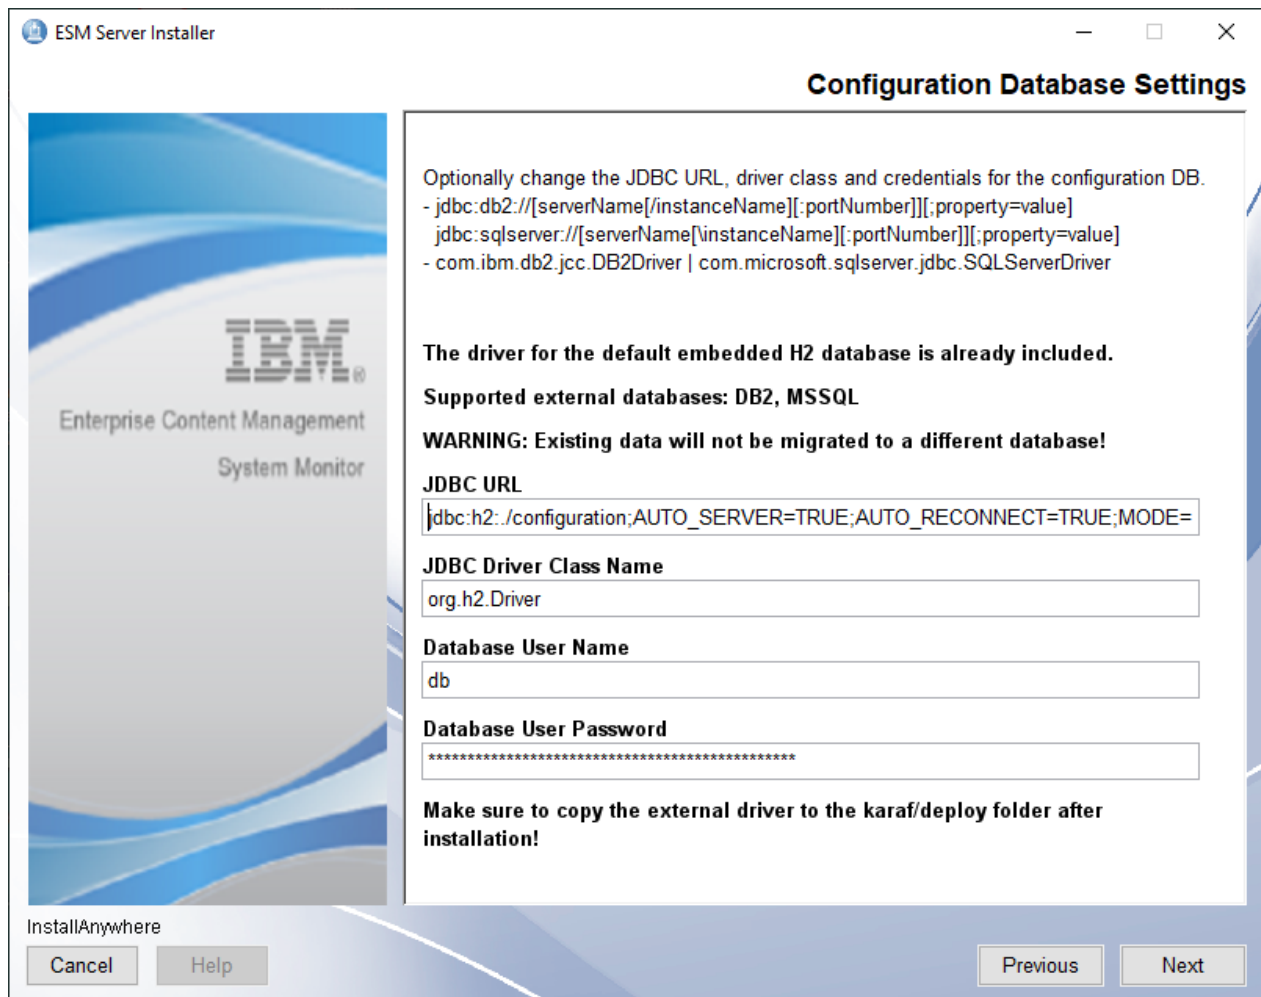 ESM Server Installer
Configuration Database Settings
IBM®
Enterprise Content Management
System Monitor
Optionally change the JDBC URL, driver class and credentials for the configuration DB.
- jdbc:db2://[serverName[/instanceName][:portNumber]][;property=value]
jdbc:sqlserver://[serverName[\instanceName][:portNumber]][;property=value]
- com.ibm.db2.jcc.DB2Driver | com.microsoft.sqlserver.jdbc.SQLServerDriver
The driver for the default embedded H2 database is already included.
Supported external databases: DB2, MSSQL
WARNING: Existing data will not be migrated to a different database!
JDBC URL
jdbc:h2:./configuration;AUTO_SERVER=TRUE;AUTO_RECONNECT=TRUE;MODE=
JDBC Driver Class Name
org.h2.Driver
Database User Name
db
Database User Password
***********************************************
Make sure to copy the external driver to the karaf/deploy folder after
installation!
InstallAnywhere
Cancel
Help
Previous
Next